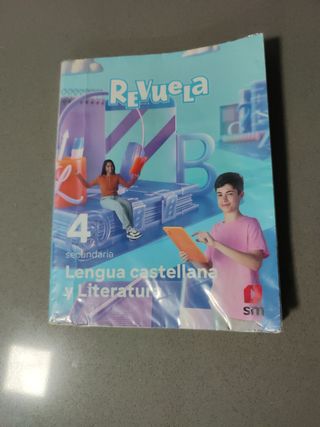 REVUELA
B
4
secundaria
Lengua castellana
y Literatura
sm